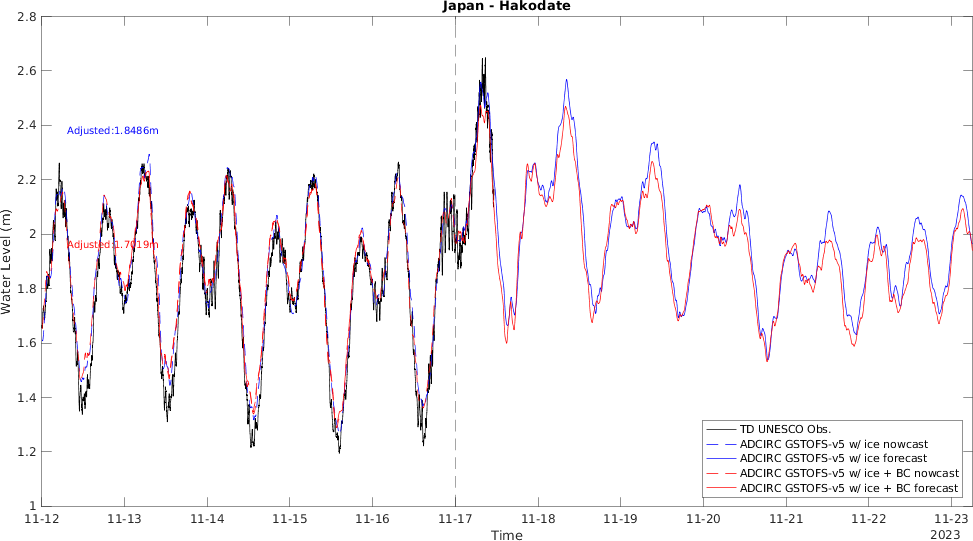 Japan - Hakodate
2.8
2.6
2.4
2.2
2
1.8
1.6
1.4
1.2
1
Water Level (m)
Adjusted:1.8486m
Adjusted:1.7019m
TD UNESCO Obs.
ADCIRC GSTOFS-v5 w/ ice nowcast
ADCIRC GSTOFS-v5 w/ ice forecast
ADCIRC GSTOFS-v5 w/ ice + BC nowcast
ADCIRC GSTOFS-v5 w/ ice + BC forecast
11-12 11-13 11-14 11-15 11-16 11-17 11-18 11-19 11-20 11-21 11-22 11-23
Time
2023